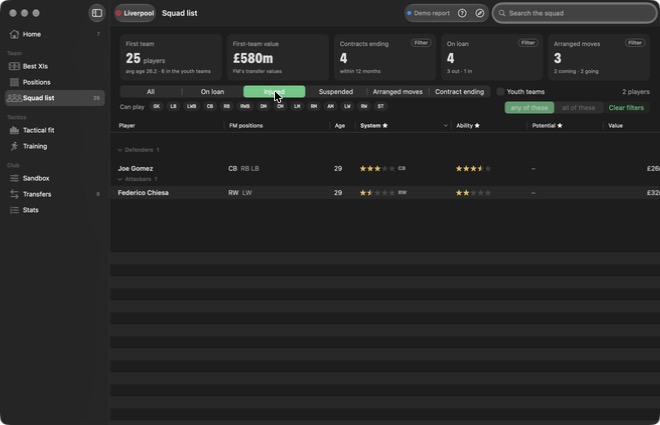 Liverpool
Squad list
Demo report
Search the squad
Home 7
Team
Best XIs
Positions
Squad list
Tactics
Tactical fit
Training
Club
Sandbox
Transfers
Stats
First team
25 players
avg age 26.2 · 6 in the youth teams
First-team value
£580m
FM's transfer values
Contracts ending Filter
4
within 12 months
On loan Filter
4
3 out · 1 in
Arranged moves Filter
3
2 coming · 2 going
All On loan Injured Suspended Arranged moves Contract ending Youth teams 2 players
Can play GK LB LWB CB RB RWB DM CM LM RM AM LW RW ST any of these all of these Clear filters
Player FM positions Age System ★ Ability ★ Potential ★ Value
Defenders 1
Joe Gomez CB RB LB 29 CB – £26
Attackers 1
Federico Chiesa RW LW 29 RW – £32